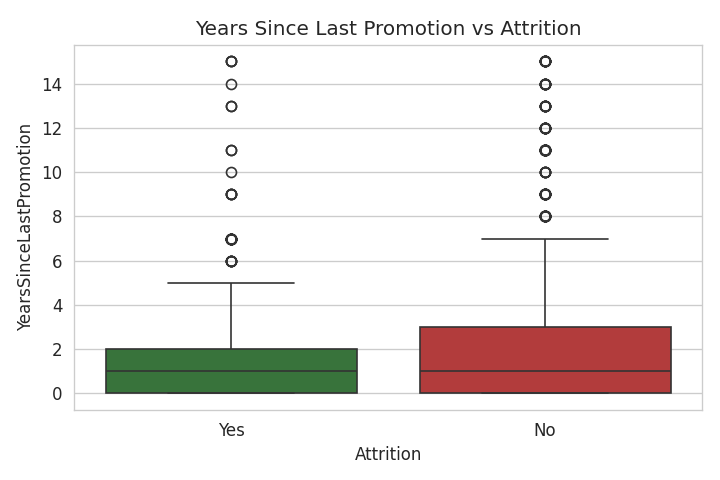 Years Since Last Promotion vs Attrition
YearsSinceLastPromotion
14
12
10
8
6
4
2
0
Yes
No
Attrition